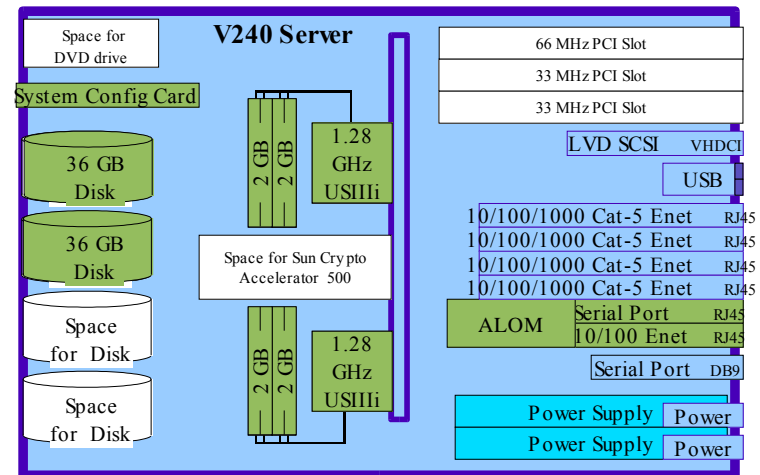 V240 Server
Space for
DVD drive
System Config Card
36 GB
Disk
36 GB
Disk
Space
for Disk
Space
for Disk
2 GB
2 GB
1.28
GHz
USIIIi
Space for Sun Crypto
Accelerator 500
2 GB
2 GB
1.28
GHz
USIIIi
66 MHz PCI Slot
33 MHz PCI Slot
33 MHz PCI Slot
LVD SCSI VHDCI
USB
10/100/1000 Cat-5 Enet RJ45
10/100/1000 Cat-5 Enet RJ45
10/100/1000 Cat-5 Enet RJ45
10/100/1000 Cat-5 Enet RJ45
ALOM
Serial Port RJ45
10/100 Enet RJ45
Serial Port DB9
Power Supply Power
Power Supply Power